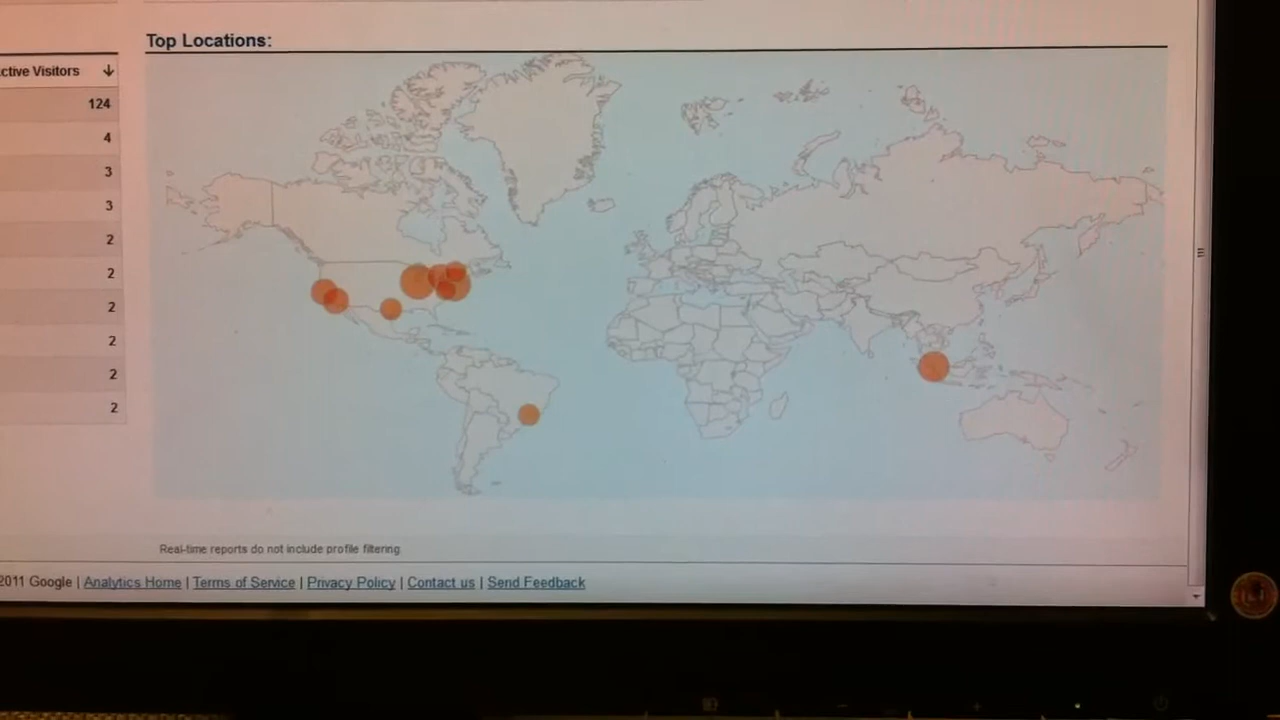 Top Locations:
ctive Visitors
124
4
3
3
2
2
2
2
2
2
Real-time reports do not include profile filtering.
2011 Google | Analytics Home | Terms of Service | Privacy Policy | Contact us | Send Feedback